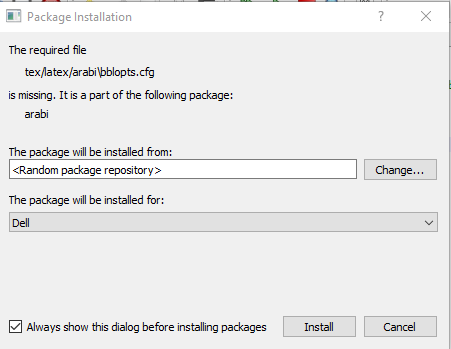 Package Installation
The required file
tex/latex/arabi\bblopts.cfg
is missing. It is a part of the following package:
arabi
The package will be installed from:
<Random package repository>
Change...
The package will be installed for:
Dell
Always show this dialog before installing packages
Install
Cancel